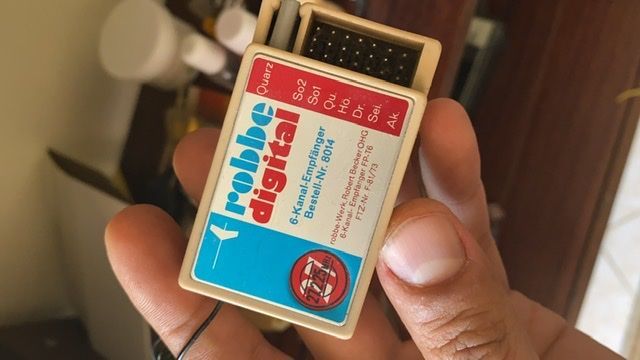 Quarz
So2
So1
Qu.
Hö.
Dr.
Sei.
Ak.
robbe
digital
6-Kanal-Empfänger
Bestell-Nr. 8014
robbe-Werk, Robert Becker, OHG
6-Kanal- Empfänger FP-T6
FTZ-Nr. F-81/73